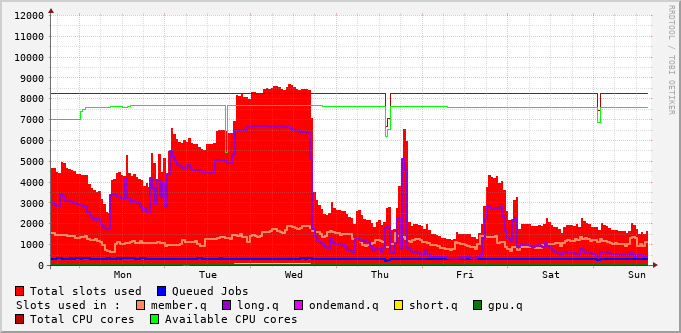 RRDTOOL / TOBI OETIKER
12000
11000
10000
9000
8000
7000
6000
5000
4000
3000
2000
1000
0
Mon Tue Wed Thu Fri Sat Sun
Total slots used Queued Jobs
Slots used in : member.q long.q ondemand.q short.q gpu.q
Total CPU cores Available CPU cores